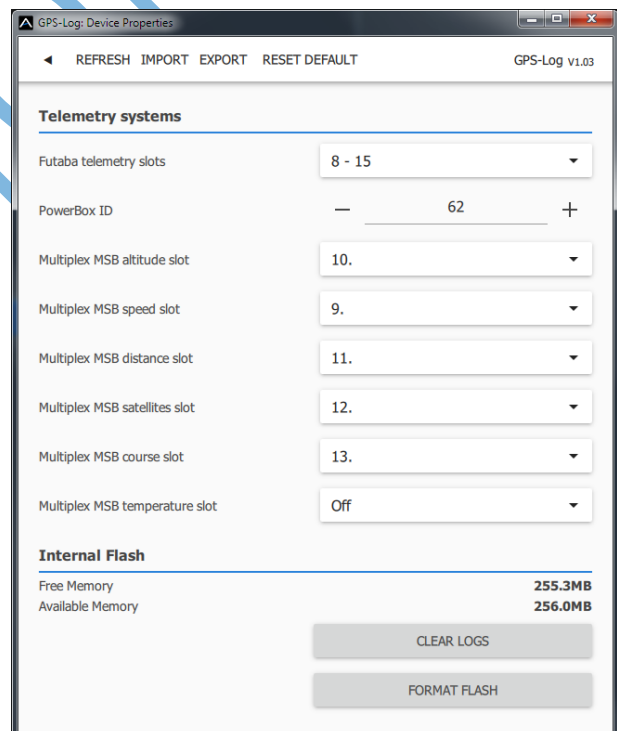 GPS-Log: Device Properties
REFRESH IMPORT EXPORT RESET DEFAULT GPS-Log V1.03
Telemetry systems
Futaba telemetry slots 8 - 15
PowerBox ID 62
Multiplex MSB altitude slot 10.
Multiplex MSB speed slot 9.
Multiplex MSB distance slot 11.
Multiplex MSB satellites slot 12.
Multiplex MSB course slot 13.
Multiplex MSB temperature slot Off
Internal Flash
Free Memory 255.3MB
Available Memory 256.0MB
CLEAR LOGS
FORMAT FLASH